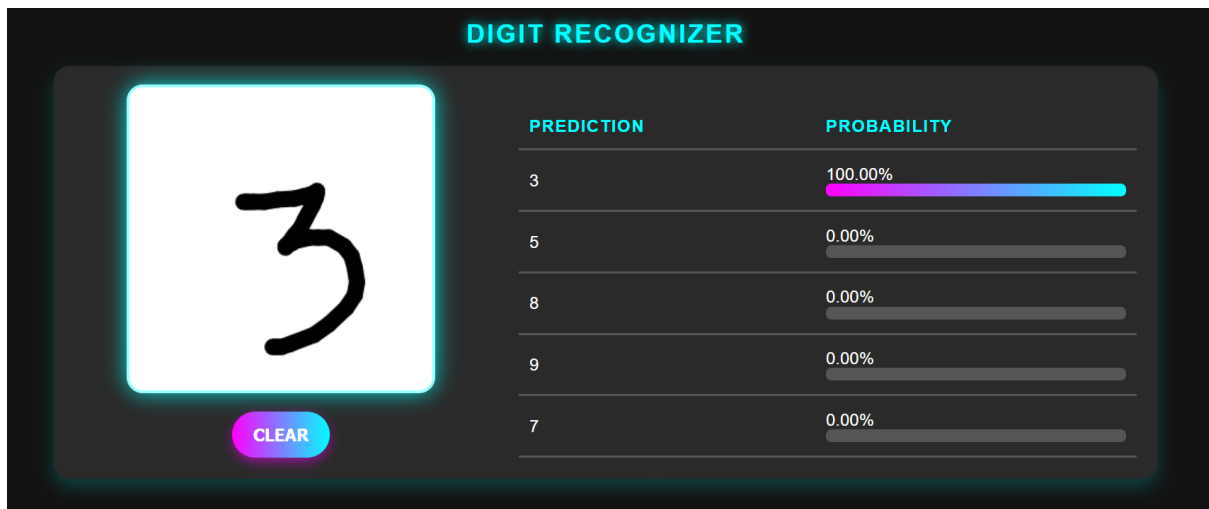 DIGIT RECOGNIZER
3
CLEAR
PREDICTION PROBABILITY
3 100.00%
5 0.00%
8 0.00%
9 0.00%
7 0.00%